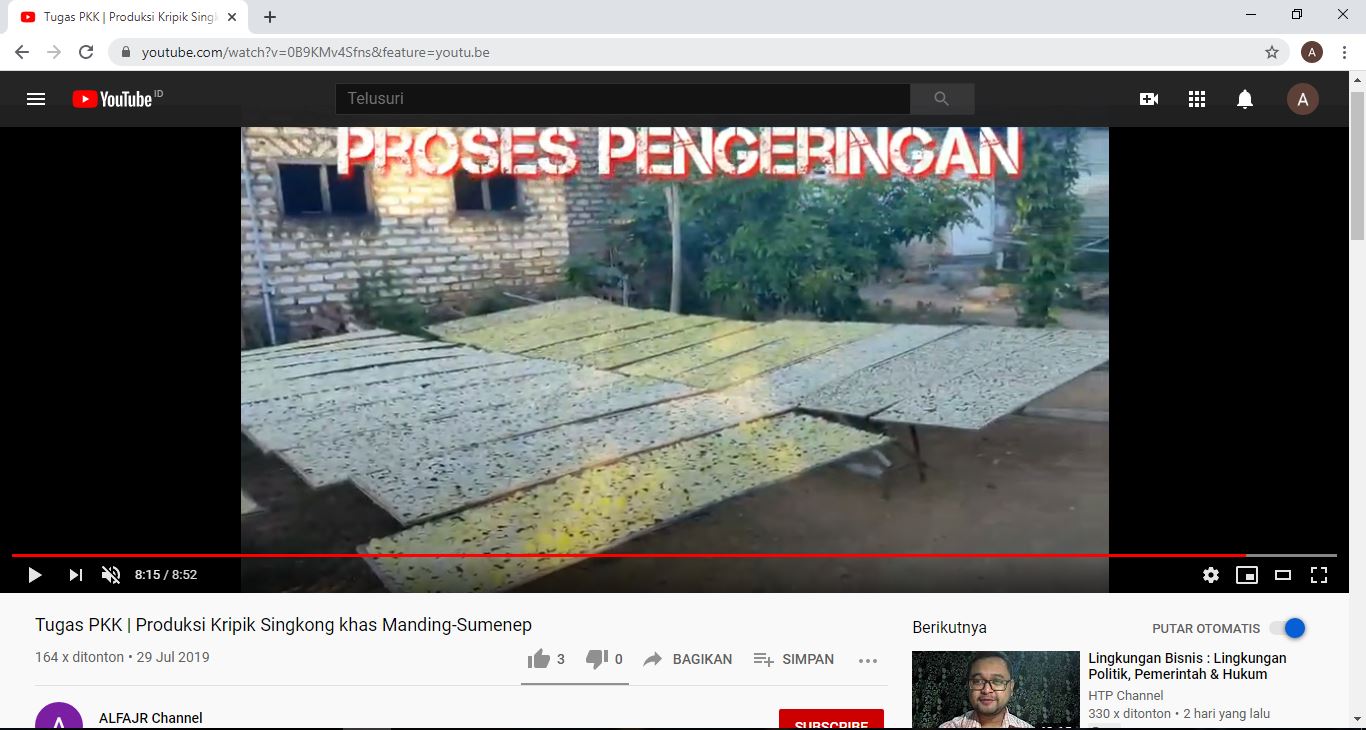 Tugas PKK | Produksi Kripik Singk
youtube.com/watch?v=0B9KMv4Sfns&feature=youtu.be
A
YouTube ID
Telusuri
A
PROSES PENGERINGAN
8:15 / 8:52
Tugas PKK | Produksi Kripik Singkong khas Manding-Sumenep
164 x ditonton • 29 Jul 2019
3
0
BAGIKAN
SIMPAN
A
ALFAJR Channel
SUBSCRIBE
Berikutnya
PUTAR OTOMATIS
Lingkungan Bisnis : Lingkungan
Politik, Pemerintah & Hukum
HTP Channel
330 x ditonton • 2 hari yang lalu